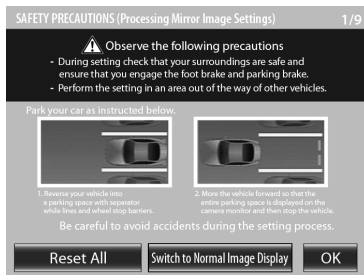 SAFETY PRECAUTIONS (Processing Mirror Image Settings) 1/9
Observe the following precautions
- During setting check that your surroundings are safe and
ensure that you engage the foot brake and parking brake.
- Perform the setting in an area out of the way of other vehicles.
Park your car as instructed below.
1. Reverse your vehicle into
a parking space with separator
while lines and wheel stop barriers.
2. More the vehicle forward so that the
entire parking space is displayed on the
camera monitor and then stop the vehicle.
Be careful to avoid accidents during the setting process.
Reset All
Switch to Normal Image Display
OK